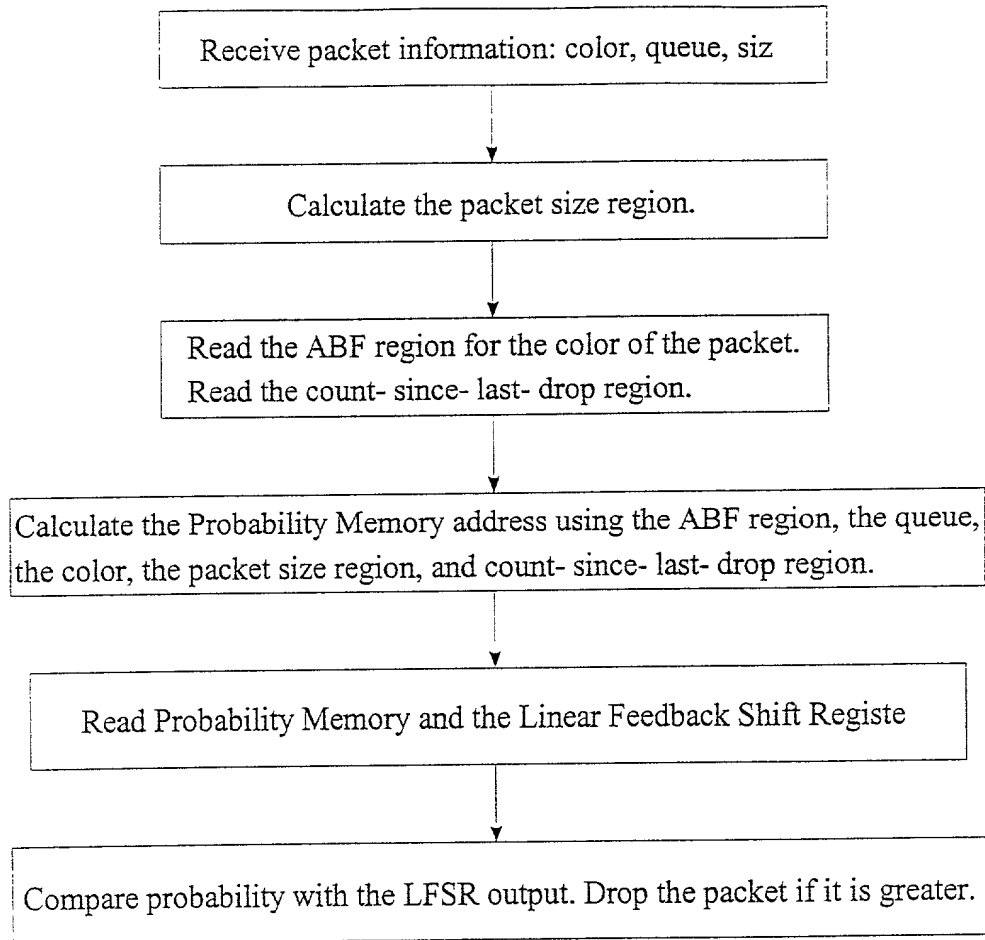 Receive packet information: color, queue, siz
Calculate the packet size region.
Read the ABF region for the color of the packet.
Read the count- since- last- drop region.
Calculate the Probability Memory address using the ABF region, the queue,
the color, the packet size region, and count- since- last- drop region.
Read Probability Memory and the Linear Feedback Shift Registe
Compare probability with the LFSR output. Drop the packet if it is greater.